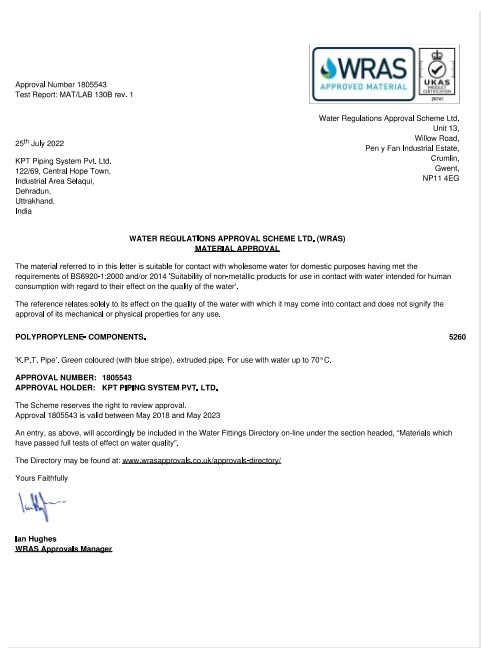 WRAS
APPROVED MATERIAL
UKAS
PRODUCT
CERTIFICATION
Approval Number 1805543
Test Report: MAT/LAB 130B rev. 1
Water Regulations Approval Scheme Ltd.
Unit 13,
Willow Road,
Pen y Fan Industrial Estate,
Crumlin,
Gwent,
NP11 4EG
25th July 2022
KPT Piping System Pvt. Ltd.
122/69, Central Hope Town,
Industrial Area Selaqui,
Dehradun,
Uttrakhand,
India
WATER REGULATIONS APPROVAL SCHEME LTD. (WRAS)
MATERIAL APPROVAL
The material referred to in this letter is suitable for contact with wholesome water for domestic purposes having met the
requirements of BS6920-1:2000 and/or 2014 'Suitability of non-metallic products for use in contact with water intended for human
consumption with regard to their effect on the quality of the water'.
The reference relates solely to its effect on the quality of the water with which it may come into contact and does not signify the
approval of its mechanical or physical properties for any use.
POLYPROPYLENE- COMPONENTS. 5260
'K.P.T. Pipe'. Green coloured (with blue stripe), extruded pipe. For use with water up to 70°C.
APPROVAL NUMBER: 1805543
APPROVAL HOLDER: KPT PIPING SYSTEM PVT. LTD.
The Scheme reserves the right to review approval.
Approval 1805543 is valid between May 2018 and May 2023
An entry, as above, will accordingly be included in the Water Fittings Directory on-line under the section headed, "Materials which
have passed full tests of effect on water quality".
The Directory may be found at: www.wrasapprovals.co.uk/approvals-directory/
Yours Faithfully
Ian Hughes
WRAS Approvals Manager